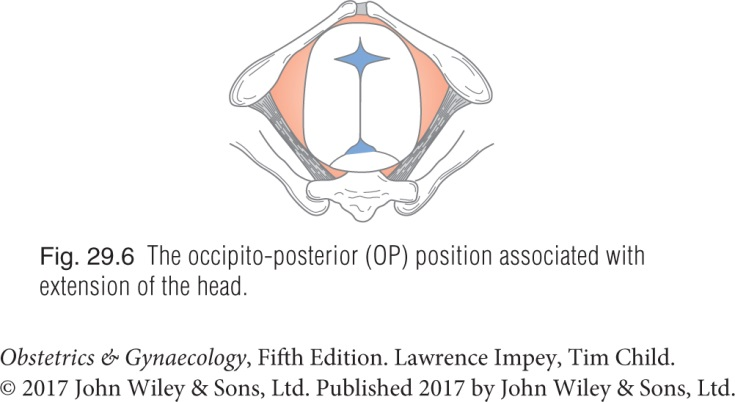 Fig. 29.6 The occipito-posterior (OP) position associated with
extension of the head.
Obstetrics & Gynaecology, Fifth Edition. Lawrence Impey, Tim Child.
© 2017 John Wiley & Sons, Ltd. Published 2017 by John Wiley & Sons, Ltd.